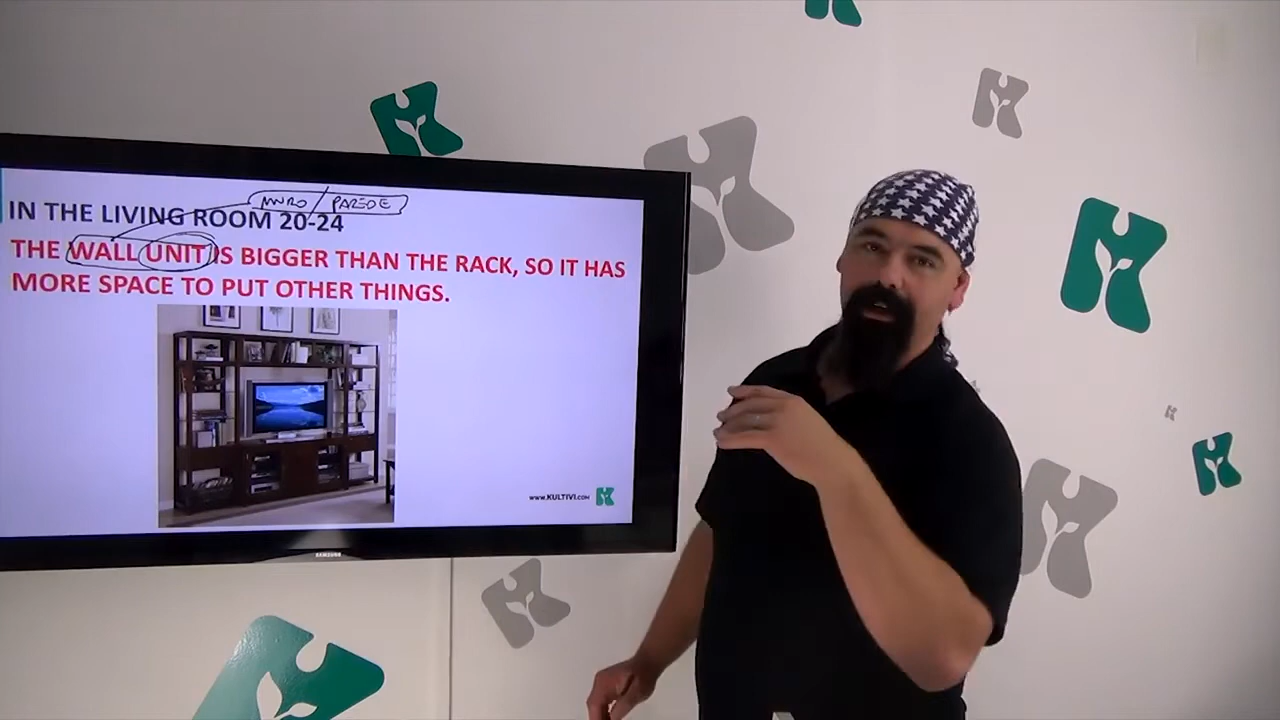 MURO / PAREDE
IN THE LIVING ROOM 20-24
THE WALL UNIT IS BIGGER THAN THE RACK, SO IT HAS
MORE SPACE TO PUT OTHER THINGS.
WWW.KULTIVI.COM
SAMSUNG